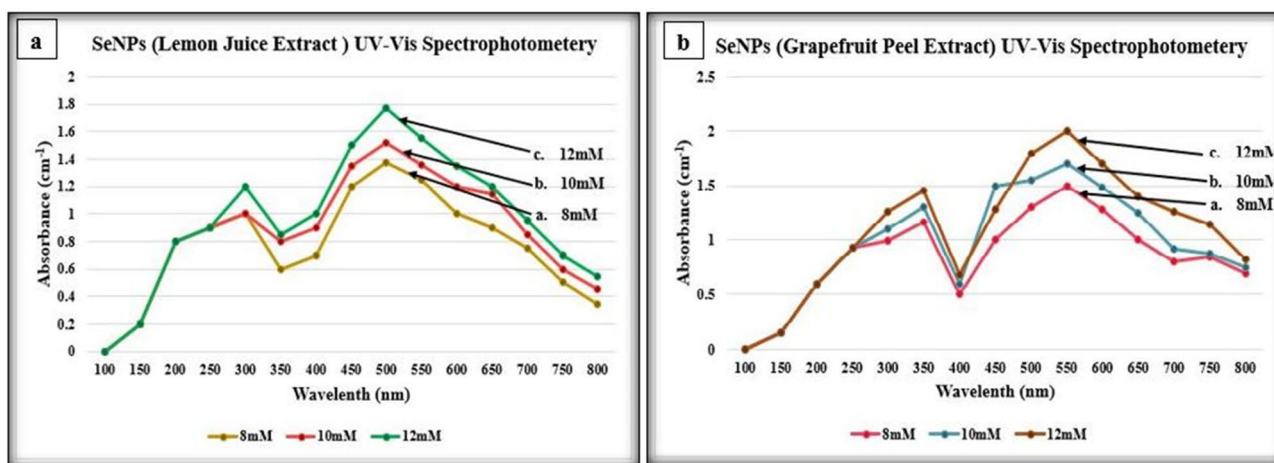 a
SeNPs (Lemon Juice Extract ) UV-Vis Spectrophotometery
2
1.8
1.6
1.4
1.2
1
0.8
0.6
0.4
0.2
0
Absorbance (cm-1)
c. 12mM
b. 10mM
a. 8mM
100 150 200 250 300 350 400 450 500 550 600 650 700 750 800
Wavelenth (nm)
8mM 10mM 12mM
b
SeNPs (Grapefruit Peel Extract) UV-Vis Spectrophotometery
2.5
2
1.5
1
0.5
0
Absorbance (cm-1)
c. 12mM
b. 10mM
a. 8mM
100 150 200 250 300 350 400 450 500 550 600 650 700 750 800
Wavelenth (nm)
8mM 10mM 12mM